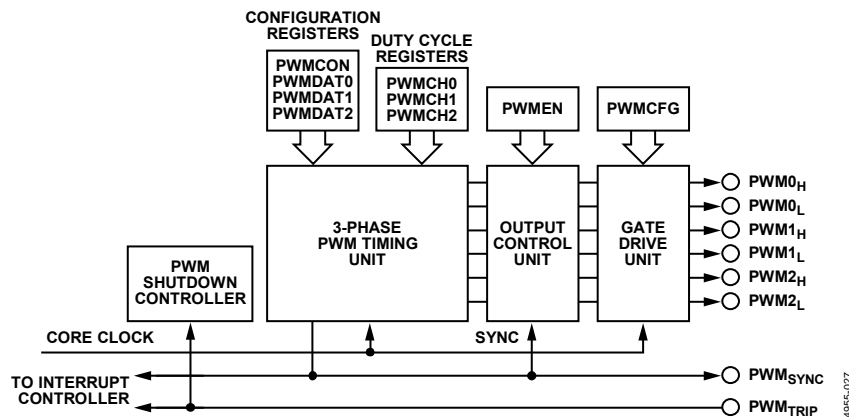 CONFIGURATION
REGISTERS
DUTY CYCLE
REGISTERS
PWMCON
PWMDAT0
PWMDAT1
PWMDAT2
PWMCH0
PWMCH1
PWMCH2
PWMEN
PWMCFG
3-PHASE
PWM TIMING
UNIT
OUTPUT
CONTROL
UNIT
GATE
DRIVE
UNIT
PWM0H
PWM0L
PWM1H
PWM1L
PWM2H
PWM2L
PWM
SHUTDOWN
CONTROLLER
CORE CLOCK
SYNC
TO INTERRUPT
CONTROLLER
PWMSYNC
PWMTRIP
4955-027